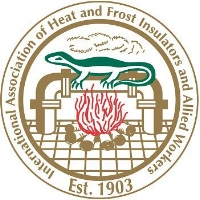 International Association of Heat and Frost Insulators and Allied Workers
Est. 1903